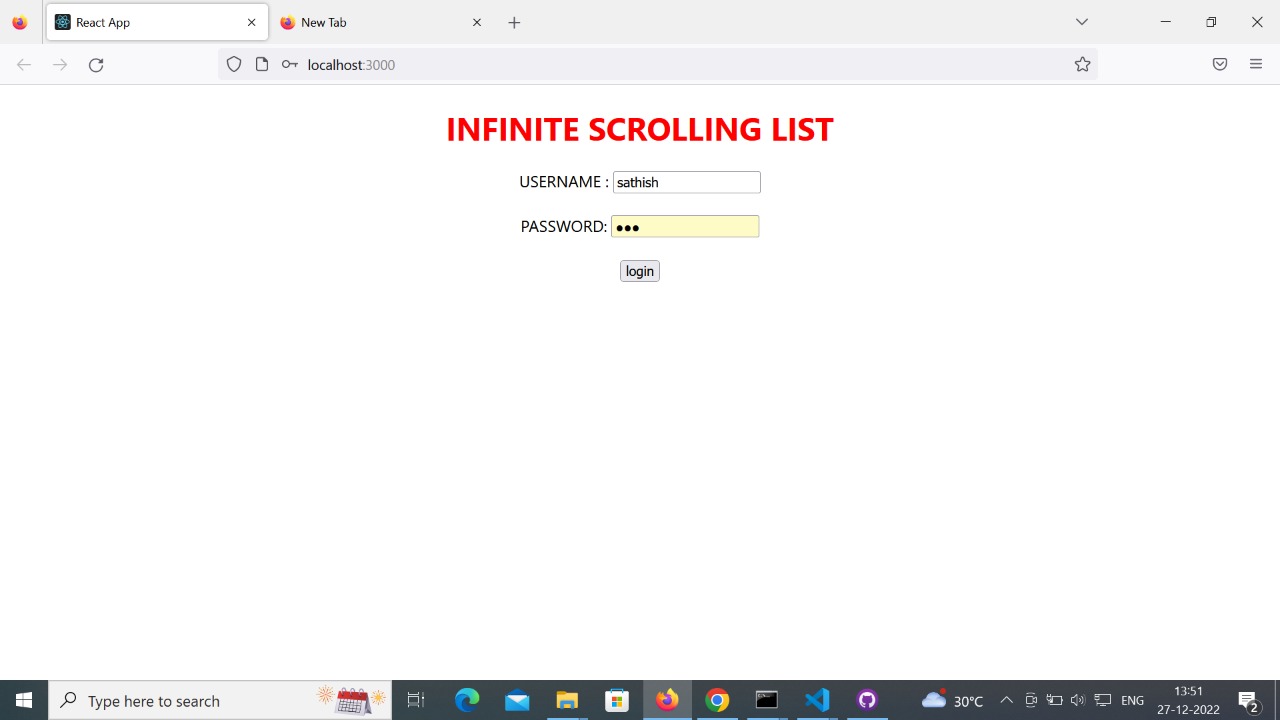 React App
New Tab
localhost:3000
INFINITE SCROLLING LIST
USERNAME : sathish
PASSWORD: ●●●
login
Type here to search
30°C
ENG
13:51
27-12-2022
2